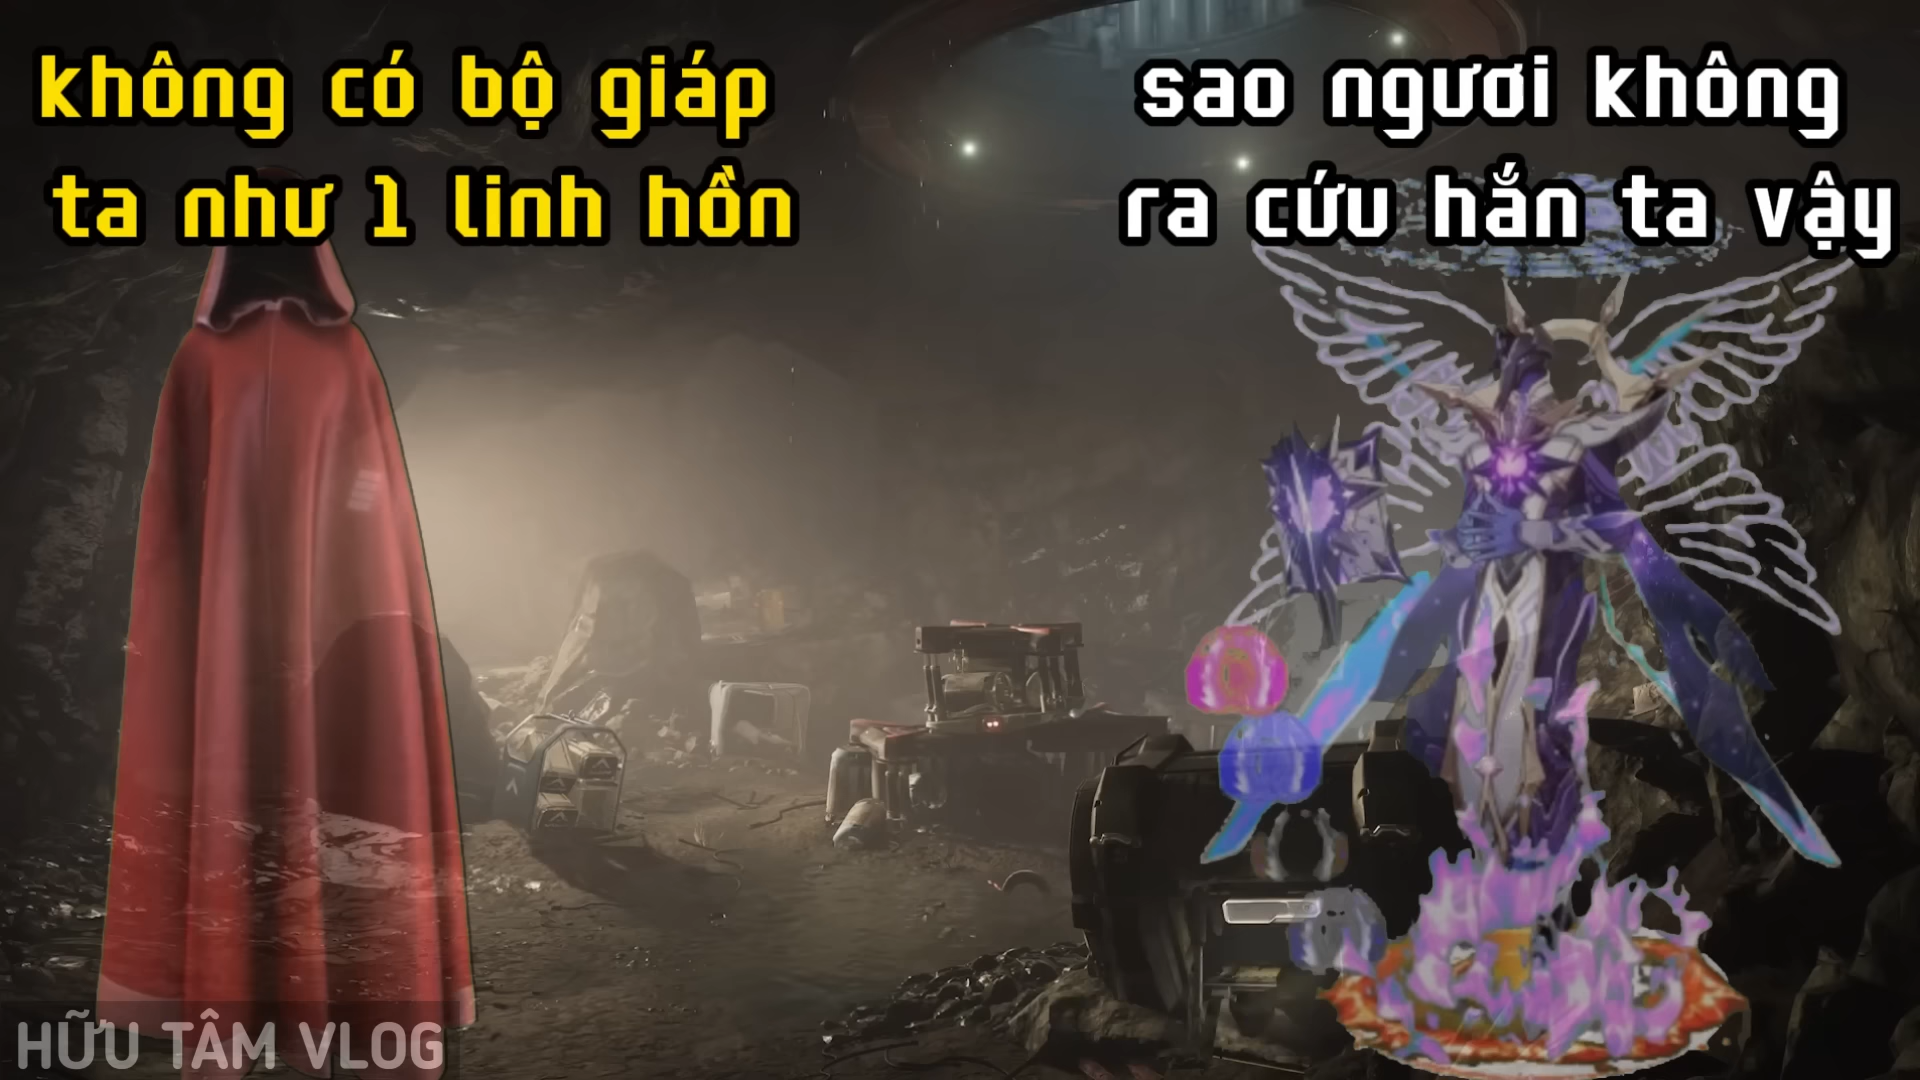 không có bộ giáp
ta như 1 linh hồn
sao ngươi không
ra cứu hắn ta vậy
HỮU TÂM VLOG